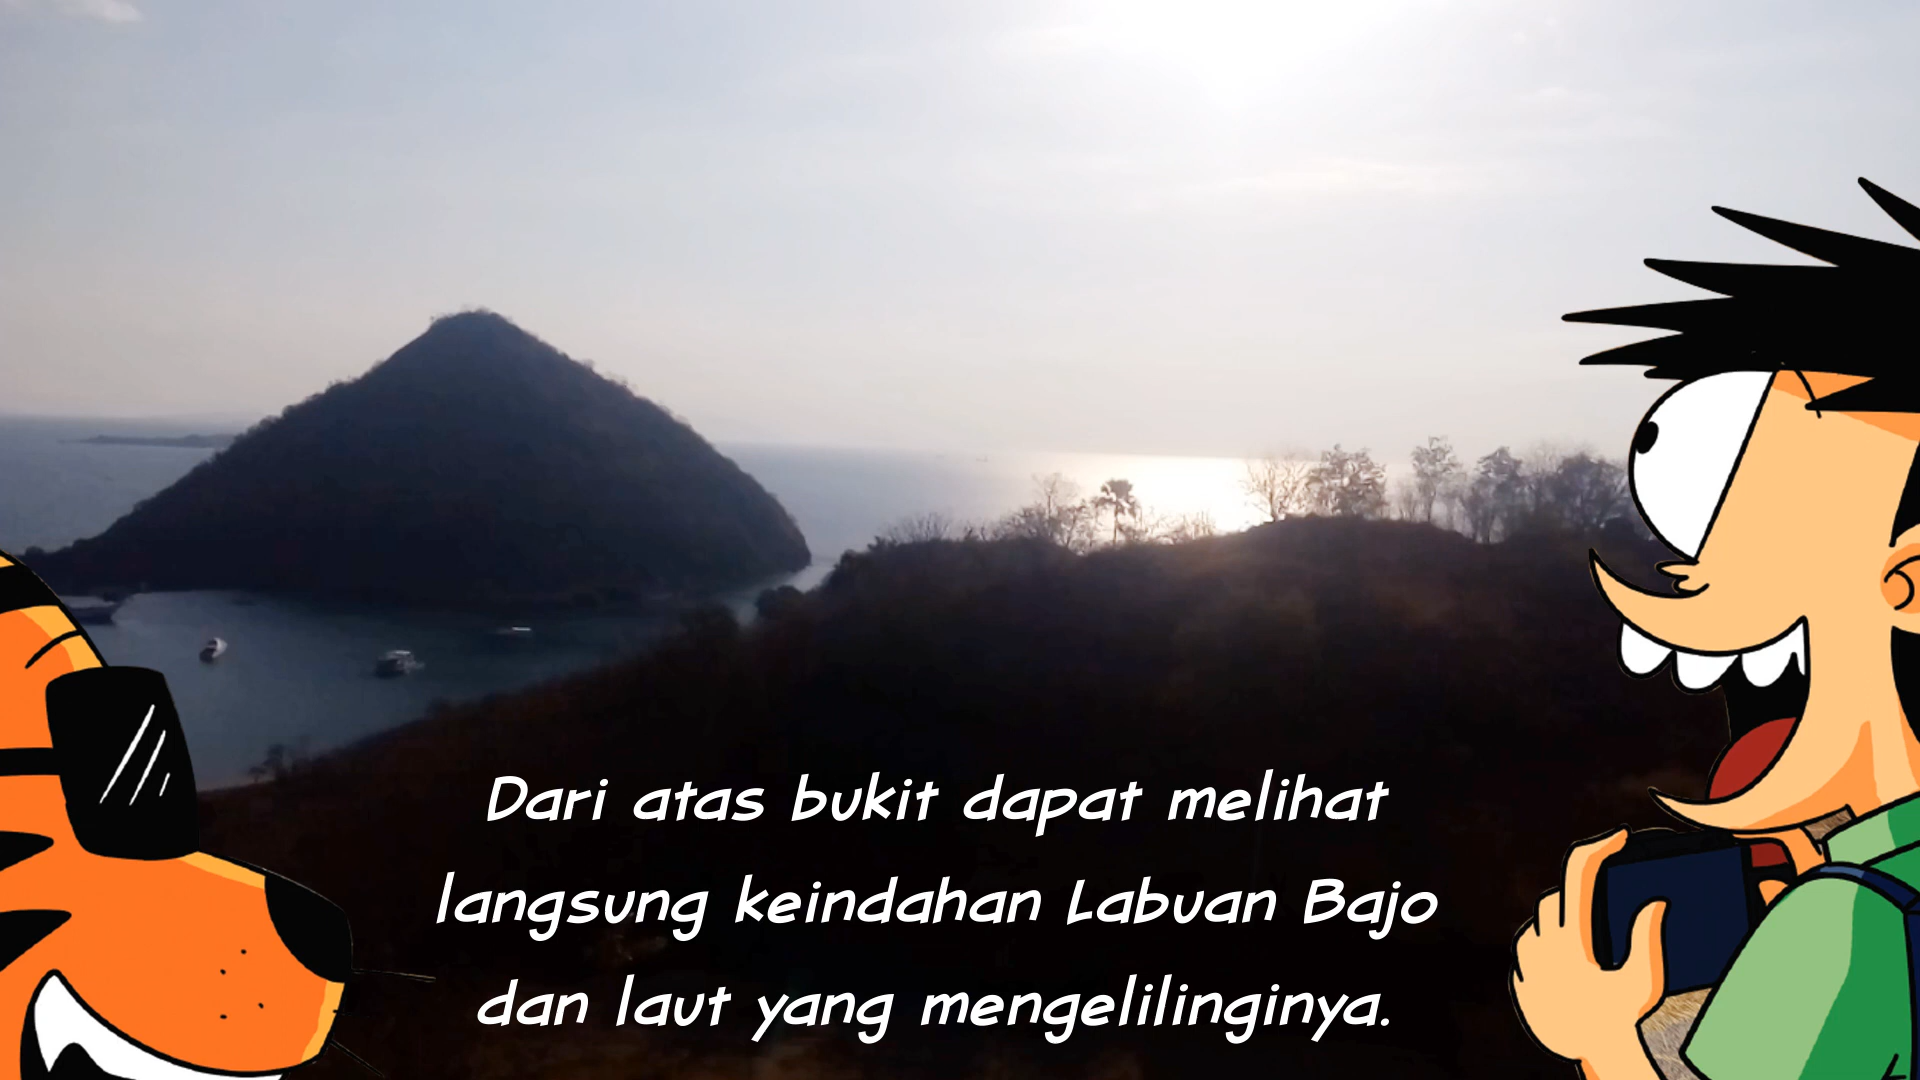 Dari atas bukit dapat melihat
langsung keindahan Labuan Bajo
dan laut yang mengelilinginya.